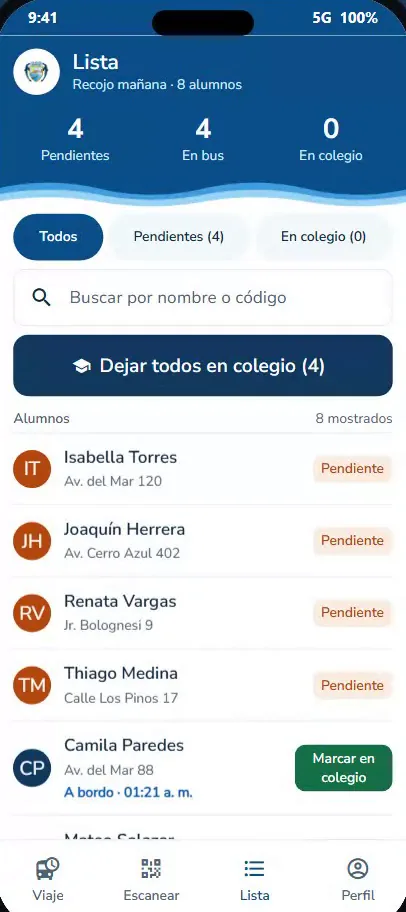 9:41
5G 100%
Lista
Recojo mañana · 8 alumnos
4
4
0
Pendientes
En bus
En colegio
Todos
Pendientes (4)
En colegio (0)
Buscar por nombre o código
Dejar todos en colegio (4)
Alumnos
8 mostrados
IT
Isabella Torres
Av. del Mar 120
Pendiente
JH
Joaquín Herrera
Av. Cerro Azul 402
Pendiente
RV
Renata Vargas
Jr. Bolognesi 9
Pendiente
TM
Thiago Medina
Calle Los Pinos 17
Pendiente
CP
Camila Paredes
Av. del Mar 88
A bordo · 01:21 a. m.
Marcar en
colegio
Viaje
Escanear
Lista
Perfil